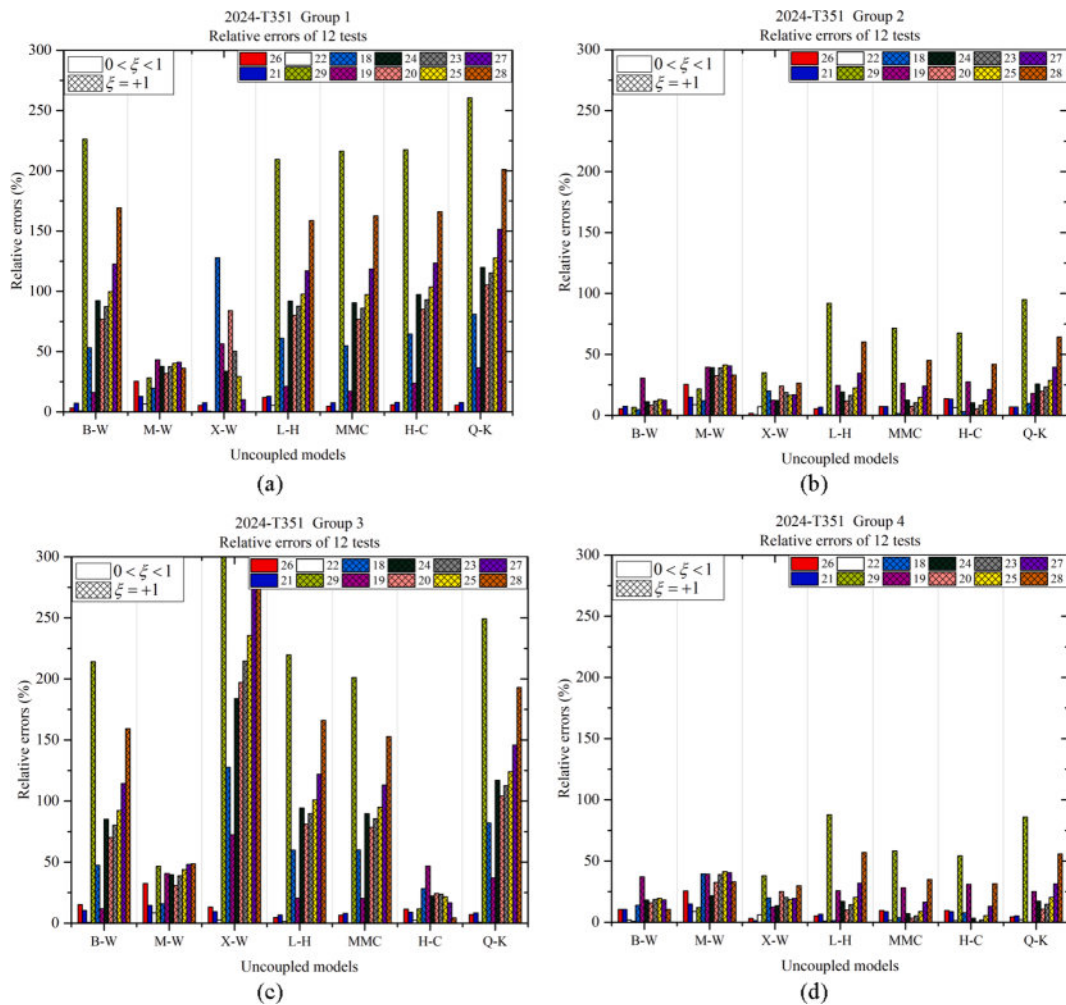 2024-T351 Group 1
Relative errors of 12 tests
300
250
200
150
100
50
0
Relative errors (%)
0 < ξ < 1
ξ = +1
26 22 18 24 23 27
21 29 19 20 25 28
B-W M-W X-W L-H MMC H-C Q-K
Uncoupled models
(a)
2024-T351 Group 2
Relative errors of 12 tests
300
250
200
150
100
50
0
Relative errors (%)
0 < ξ < 1
ξ = +1
26 22 18 24 23 27
21 29 19 20 25 28
B-W M-W X-W L-H MMC H-C Q-K
Uncoupled models
(b)
2024-T351 Group 3
Relative errors of 12 tests
300
250
200
150
100
50
0
Relative errors (%)
0 < ξ < 1
ξ = +1
26 22 18 24 23 27
21 29 19 20 25 28
B-W M-W X-W L-H MMC H-C Q-K
Uncoupled models
(c)
2024-T351 Group 4
Relative errors of 12 tests
300
250
200
150
100
50
0
Relative errors (%)
0 < ξ < 1
ξ = +1
26 22 18 24 23 27
21 29 19 20 25 28
B-W M-W X-W L-H MMC H-C Q-K
Uncoupled models
(d)